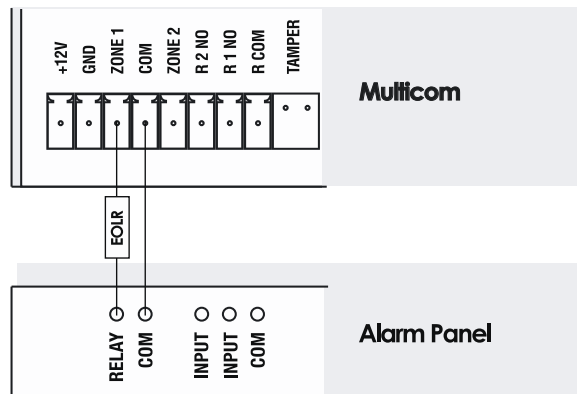 +12V
GND
ZONE 1
COM
ZONE 2
R 2 NO
R 1 NO
R COM
TAMPER
Multicom
EOLR
RELAY
COM
INPUT
INPUT
COM
Alarm Panel